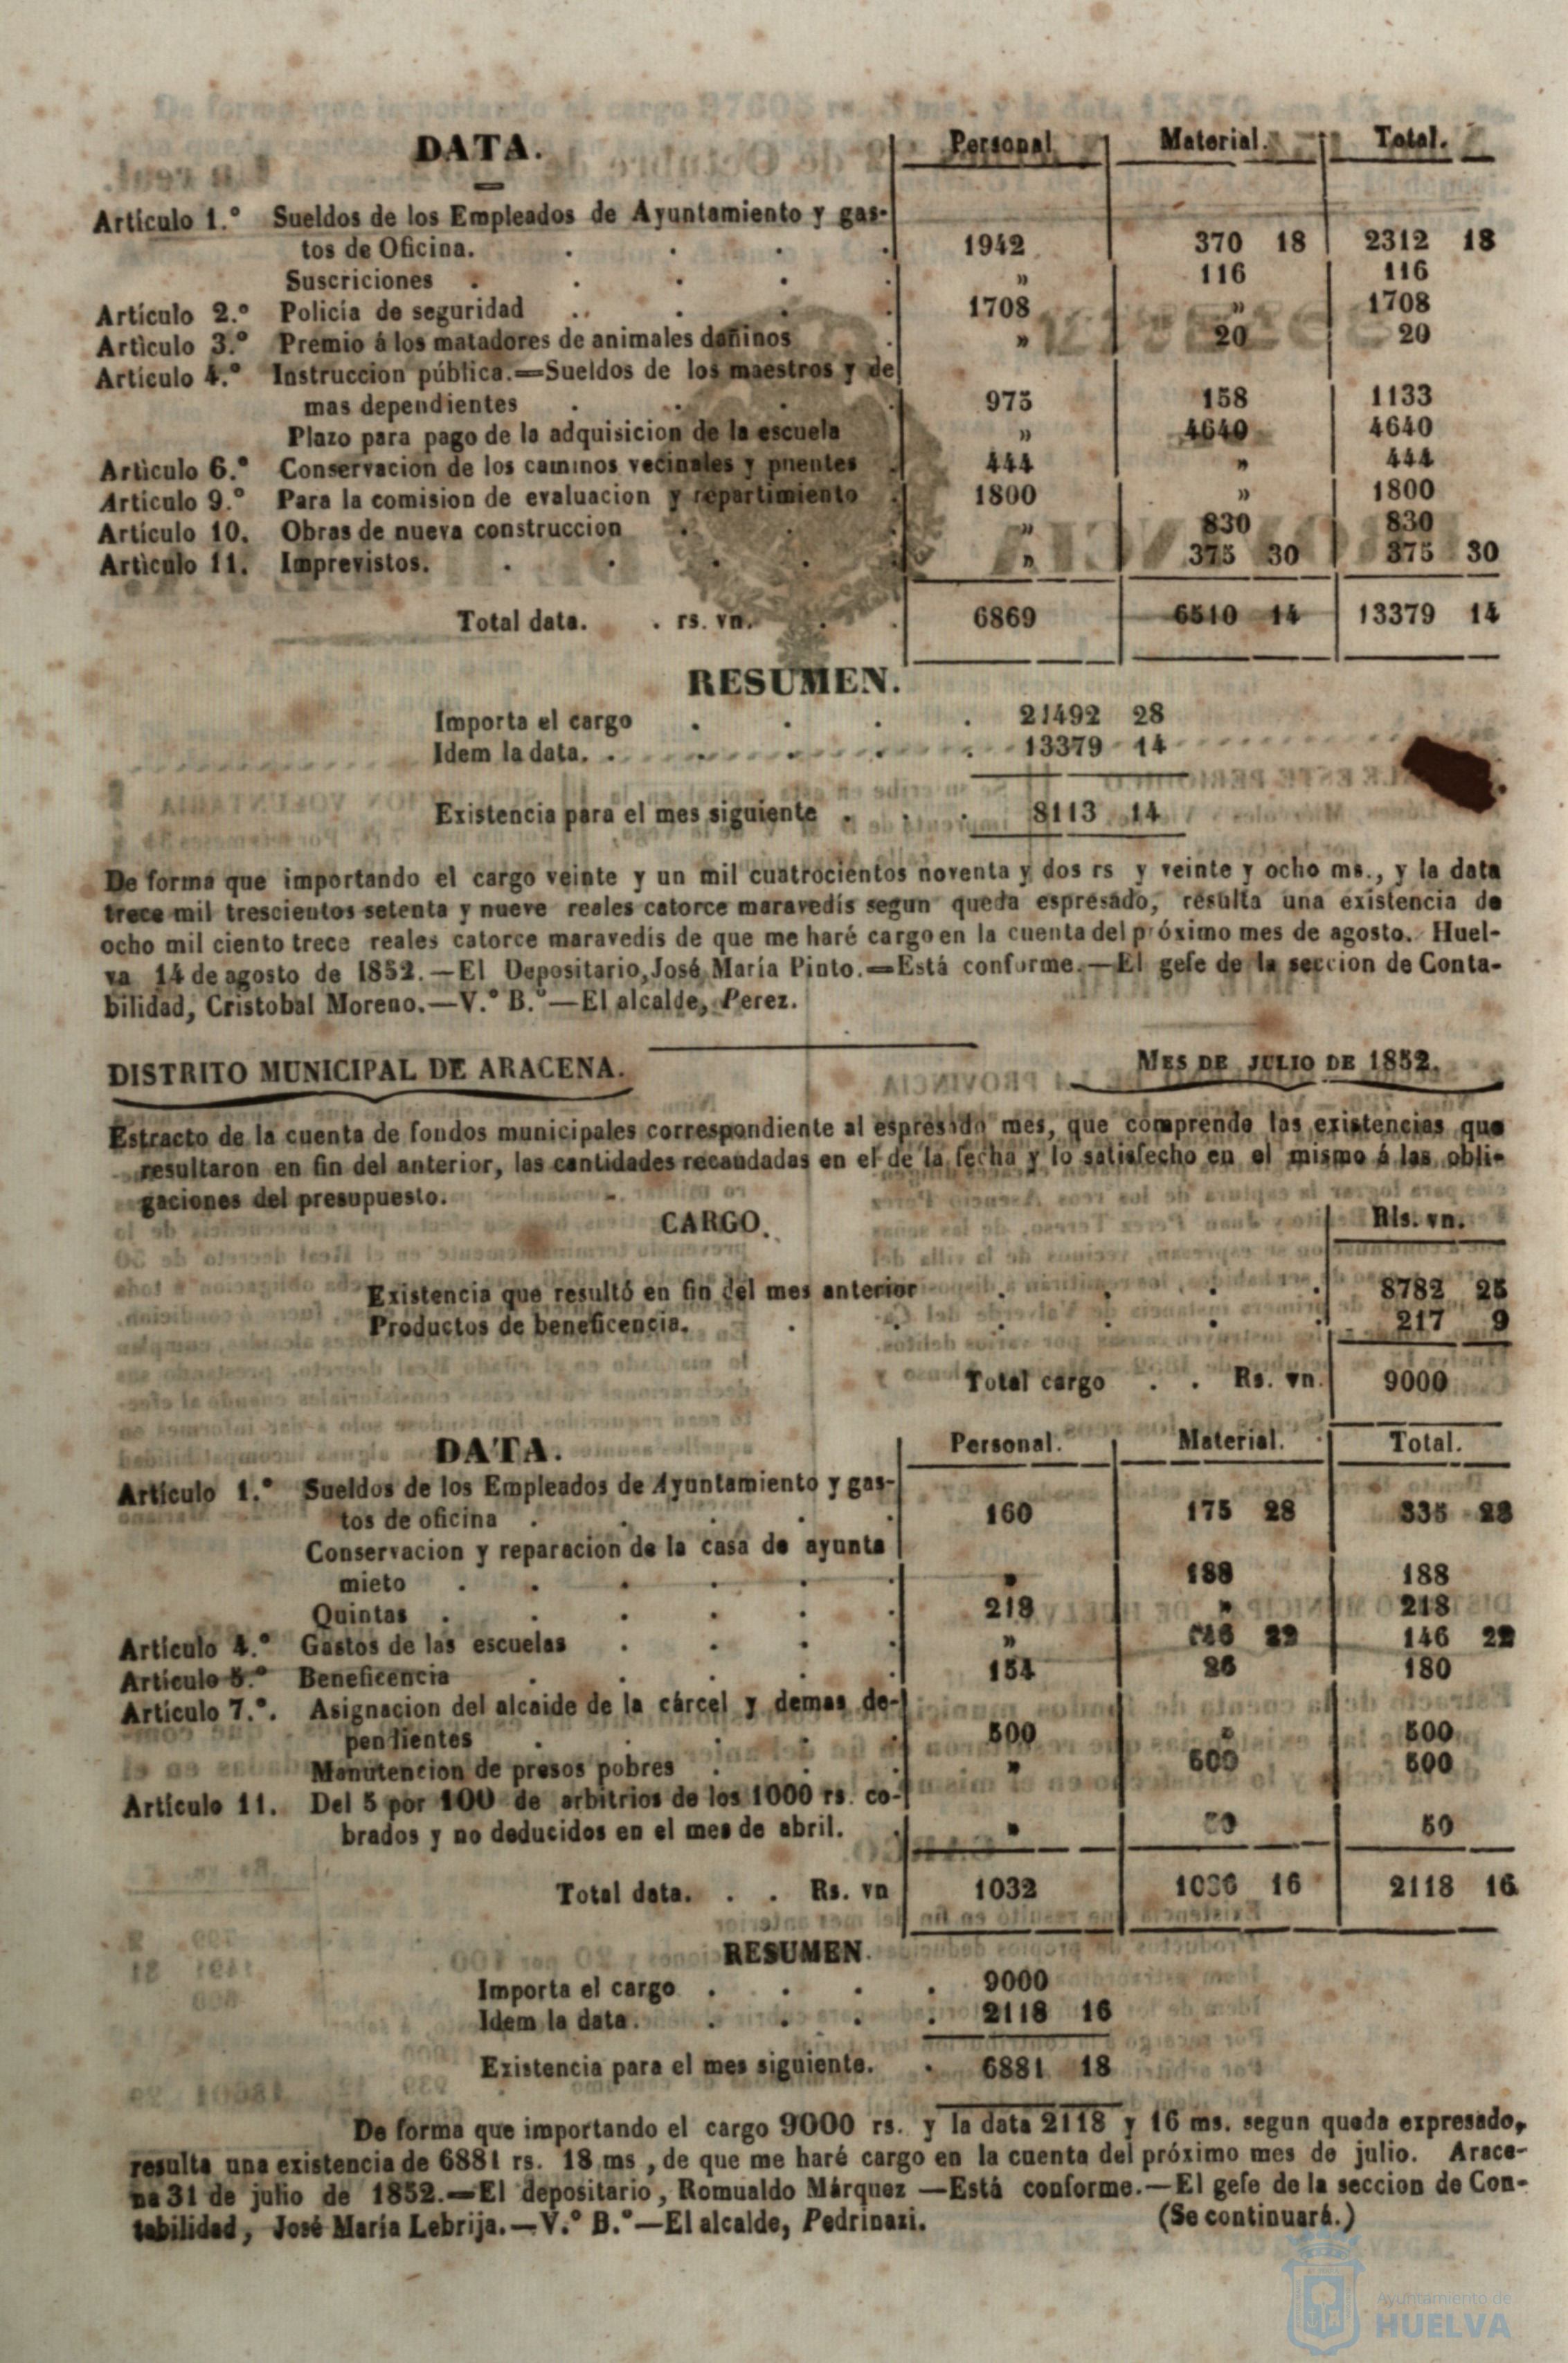 DATA. Personal Material. Total.
Artículo 1.º Sueldos de los Empleados de Ayuntamiento y gas-
tos de Oficina. . . . . 1942 370 18 2312 18
Suscriciones . . . . . » 116 116
Artículo 2.º Policía de seguridad . . . . 1708 » 1708
Artículo 3.º Premio á los matadores de animales dañinos . » 20 20
Artículo 4.º Instruccion pública.=Sueldos de los maestros y de
mas dependientes . . . . 975 158 1133
Plazo para pago de la adquisicion de la escuela » 4640 4640
Artículo 6.º Conservacion de los caminos vecinales y puentes . 444 » 444
Artículo 9.º Para la comision de evaluacion y repartimiento . 1800 » 1800
Artículo 10. Obras de nueva construccion . . . » 830 830
Artículo 11. Imprevistos. . . . . . » 375 30 375 30
Total data. . rs. vn. . . 6869 6510 14 13379 14
RESUMEN.
Importa el cargo . . . . 21492 28
Idem la data. . . . . . 13379 14
Existencia para el mes siguiente . . . 8113 14
De forma que importando el cargo veinte y un mil cuatrocientos noventa y dos rs y veinte y ocho ms., y la data
trece mil trescientos setenta y nueve reales catorce maravedis segun queda espresado, resulta una existencia de
ocho mil ciento trece reales catorce maravedis de que me haré cargo en la cuenta del próximo mes de agosto. Huel-
va 14 de agosto de 1852.—El Depositario, José María Pinto.=Está conforme.—El gefe de la seccion de Conta-
bilidad, Cristobal Moreno.—V.º B.º—El alcalde, Perez.
DISTRITO MUNICIPAL DE ARACENA. MES DE JULIO DE 1852.
Estracto de la cuenta de fondos municipales correspondiente al espresido mes, que comprende las existencias que
resultaron en fin del anterior, las cantidades recaudadas en el de la fecha y lo satisfecho en el mismo á las obli-
gaciones del presupuesto.
CARGO. Rls. vn.
Existencia que resultó en fin del mes anterior . . . . 8782 25
Productos de beneficencia. . . . . . . 217 9
Total cargo . . Rs. vn. 9000
DATA. Personal. Material. Total.
Artículo 1.º Sueldos de los Empleados de Ayuntamiento y gas-
tos de oficina . . . . . 160 175 28 335 28
Conservacion y reparacion de la casa de ayunta
mieto . . . . . . » 188 188
Quintas . . . . . . 218 » 218
Artículo 4.º Gastos de las escuelas . . . . » 146 22 146 22
Artículo 5.º Beneficencia . . . . . 154 26 180
Artículo 7.º. Asignacion del alcaide de la cárcel y demas de-
pendientes . . . . . 500 » 500
Manutencion de presos pobres . . . » 500 500
Artículo 11. Del 5 por 100 de arbitrios de los 1000 rs. co-
brados y no deducidos en el mes de abril. . » 50
Total data. . . Rs. vn 1032 16 2118 16
RESUMEN.
Importa el cargo . . . . 9000
Idem la data. . . . . 2118 16
Existencia para el mes siguiente. . 6881 18
De forma que importando el cargo 9000 rs. y la data 2118 y 16 ms. segun queda expresado,
resulta una existencia de 6881 rs. 18 ms, de que me haré cargo en la cuenta del próximo mes de julio. Arace-
na 31 de julio de 1852.=El depositario, Romualdo Márquez —Está conforme.—El gefe de la seccion de Con-
tabilidad, José María Lebrija.—V.º B.º—El alcalde, Pedrinazi. (Se continuará.)
Ayuntamiento de
HUELVA